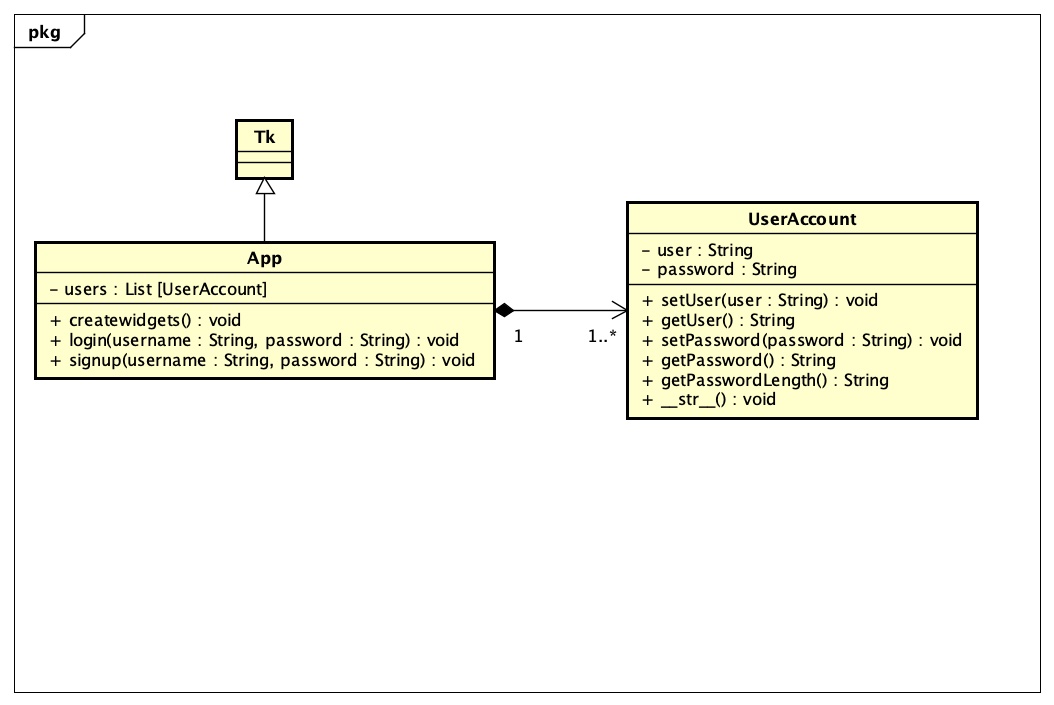 pkg
Tk
App
– users : List [UserAccount]
+ createwidgets() : void
+ login(username : String, password : String) : void
+ signup(username : String, password : String) : void
1
1..*
UserAccount
– user : String
– password : String
+ setUser(user : String) : void
+ getUser() : String
+ setPassword(password : String) : void
+ getPassword() : String
+ getPasswordLength() : String
+ __str__() : void